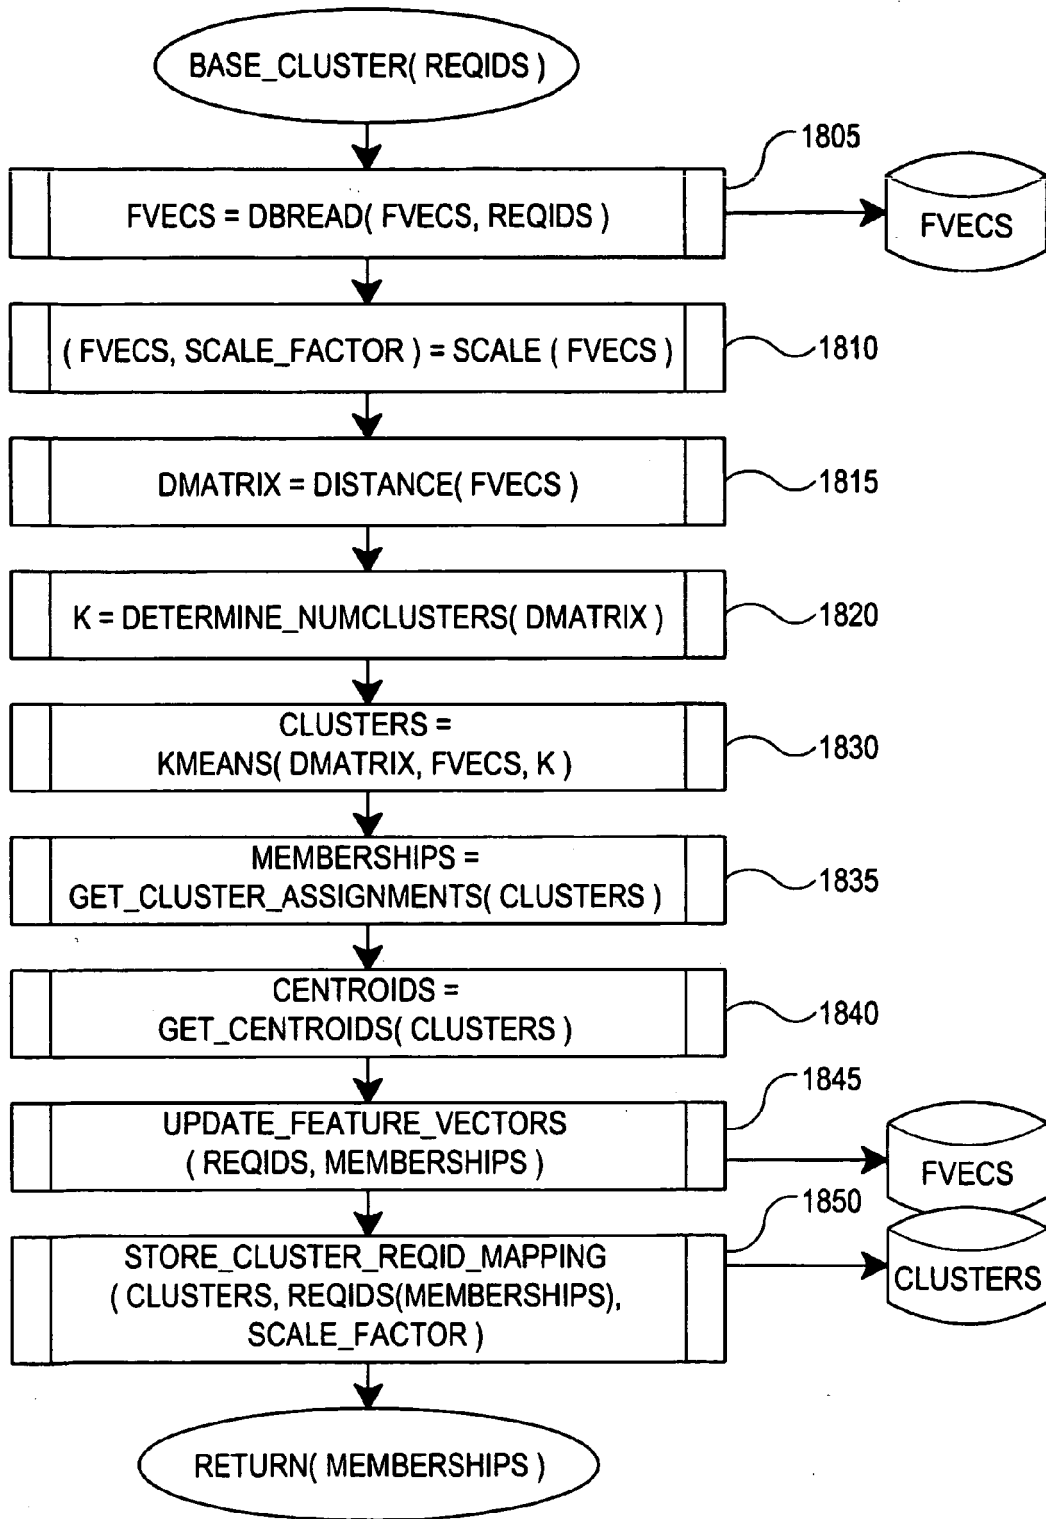 BASE_CLUSTER( REQIDS )
1805
FVECS = DBREAD( FVECS, REQIDS )
FVECS
( FVECS, SCALE_FACTOR ) = SCALE ( FVECS )
1810
DMATRIX = DISTANCE( FVECS )
1815
K = DETERMINE_NUMCLUSTERS( DMATRIX )
1820
CLUSTERS =
KMEANS( DMATRIX, FVECS, K )
1830
MEMBERSHIPS =
GET_CLUSTER_ASSIGNMENTS( CLUSTERS )
1835
CENTROIDS =
GET_CENTROIDS( CLUSTERS )
1840
1845
UPDATE_FEATURE_VECTORS
( REQIDS, MEMBERSHIPS )
FVECS
1850
STORE_CLUSTER_REQID_MAPPING
( CLUSTERS, REQIDS(MEMBERSHIPS),
SCALE_FACTOR )
CLUSTERS
RETURN( MEMBERSHIPS )